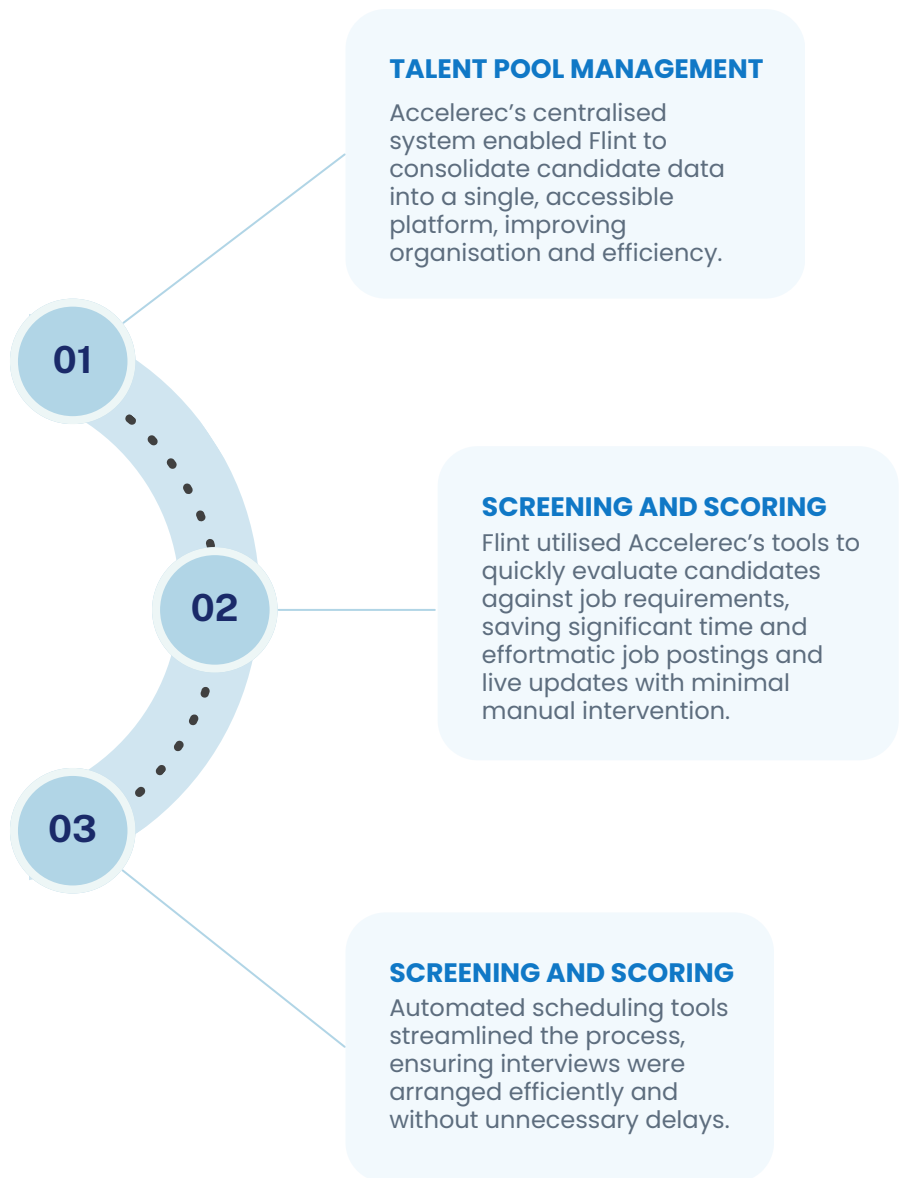 TALENT POOL MANAGEMENT
Accelerec’s centralised
system enabled Flint to
consolidate candidate data
into a single, accessible
platform, improving
organisation and efficiency.
01
SCREENING AND SCORING
Flint utilised Accelerec’s tools to
quickly evaluate candidates
against job requirements,
saving significant time and
effortmatic job postings and
live updates with minimal
manual intervention.
02
03
SCREENING AND SCORING
Automated scheduling tools
streamlined the process,
ensuring interviews were
arranged efficiently and
without unnecessary delays.